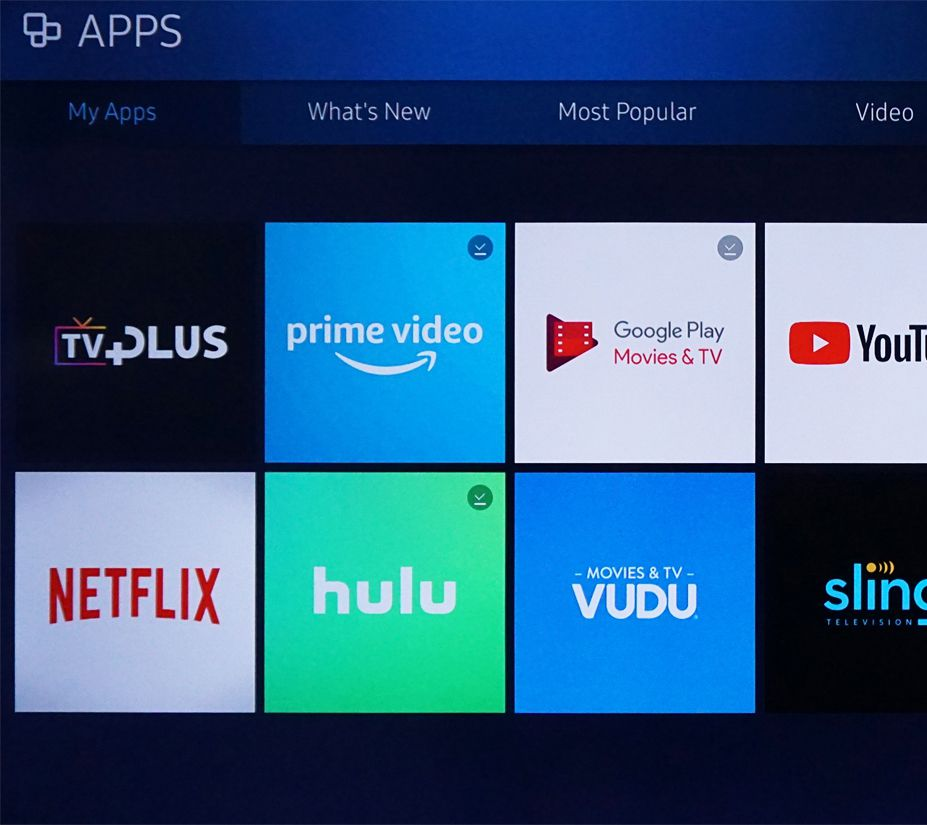 APPS
My Apps
What's New
Most Popular
Video
TV PLUS
prime video
Google Play
Movies & TV
YouTu
NETFLIX
hulu
– MOVIES & TV –
VUDU
sling
TELEVISION